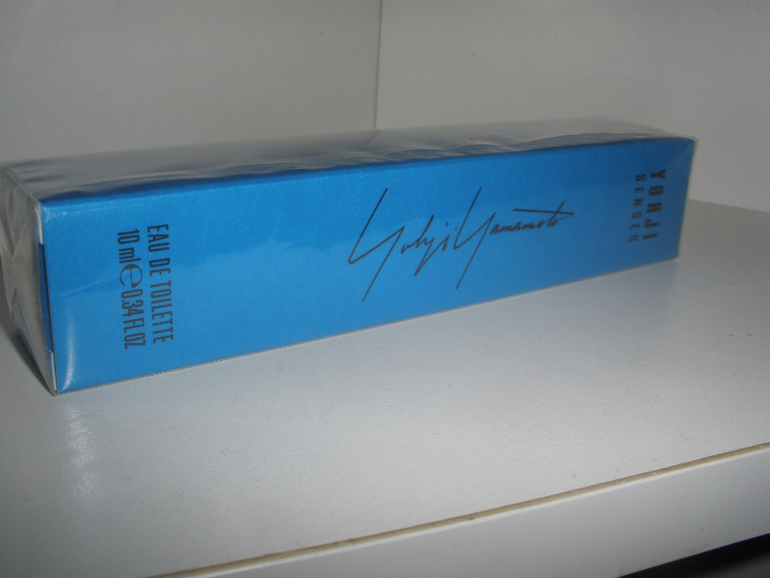 YOHJI
SENSES
Yohji Yamamoto
EAU DE TOILETTE
10 ml ℮ 0.34 FL OZ